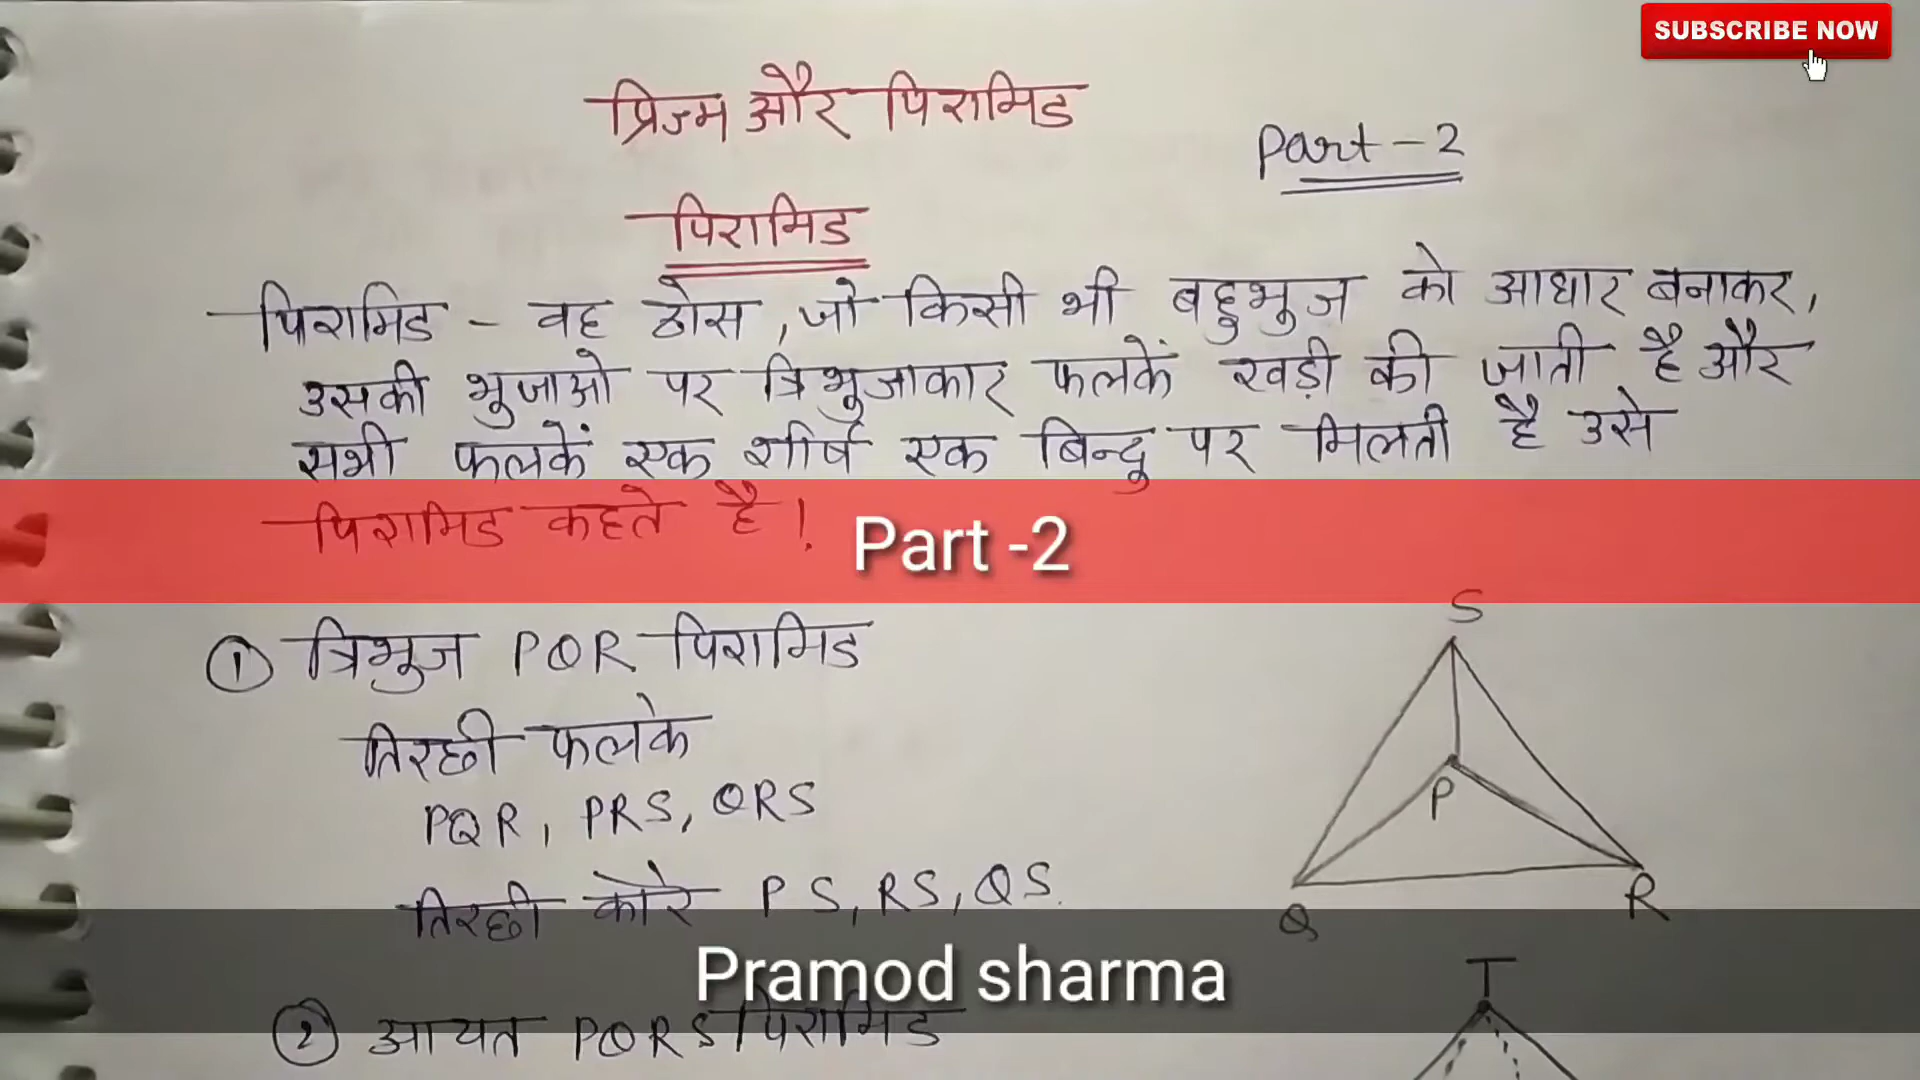 SUBSCRIBE NOW
प्रिज्म और पिरामिड
Part - 2
पिरामिड
पिरामिड - वह ठोस, जो किसी भी बहुभुज को आधार बनाकर,
उसकी भुजाओ पर त्रिभुजाकार फलकें खड़ी की जाती है और
सभी फलकें एक शीर्ष एक बिन्दु पर मिलती है उसे
पिरामिड कहते है !
Part -2
① त्रिभुज PQR पिरामिड
तिरछी फलके
PQR, PRS, QRS
तिरछी कोरे PS, RS, QS.
S
P
Q
R
Pramod sharma
T
② आयत PQRS पिरामिड